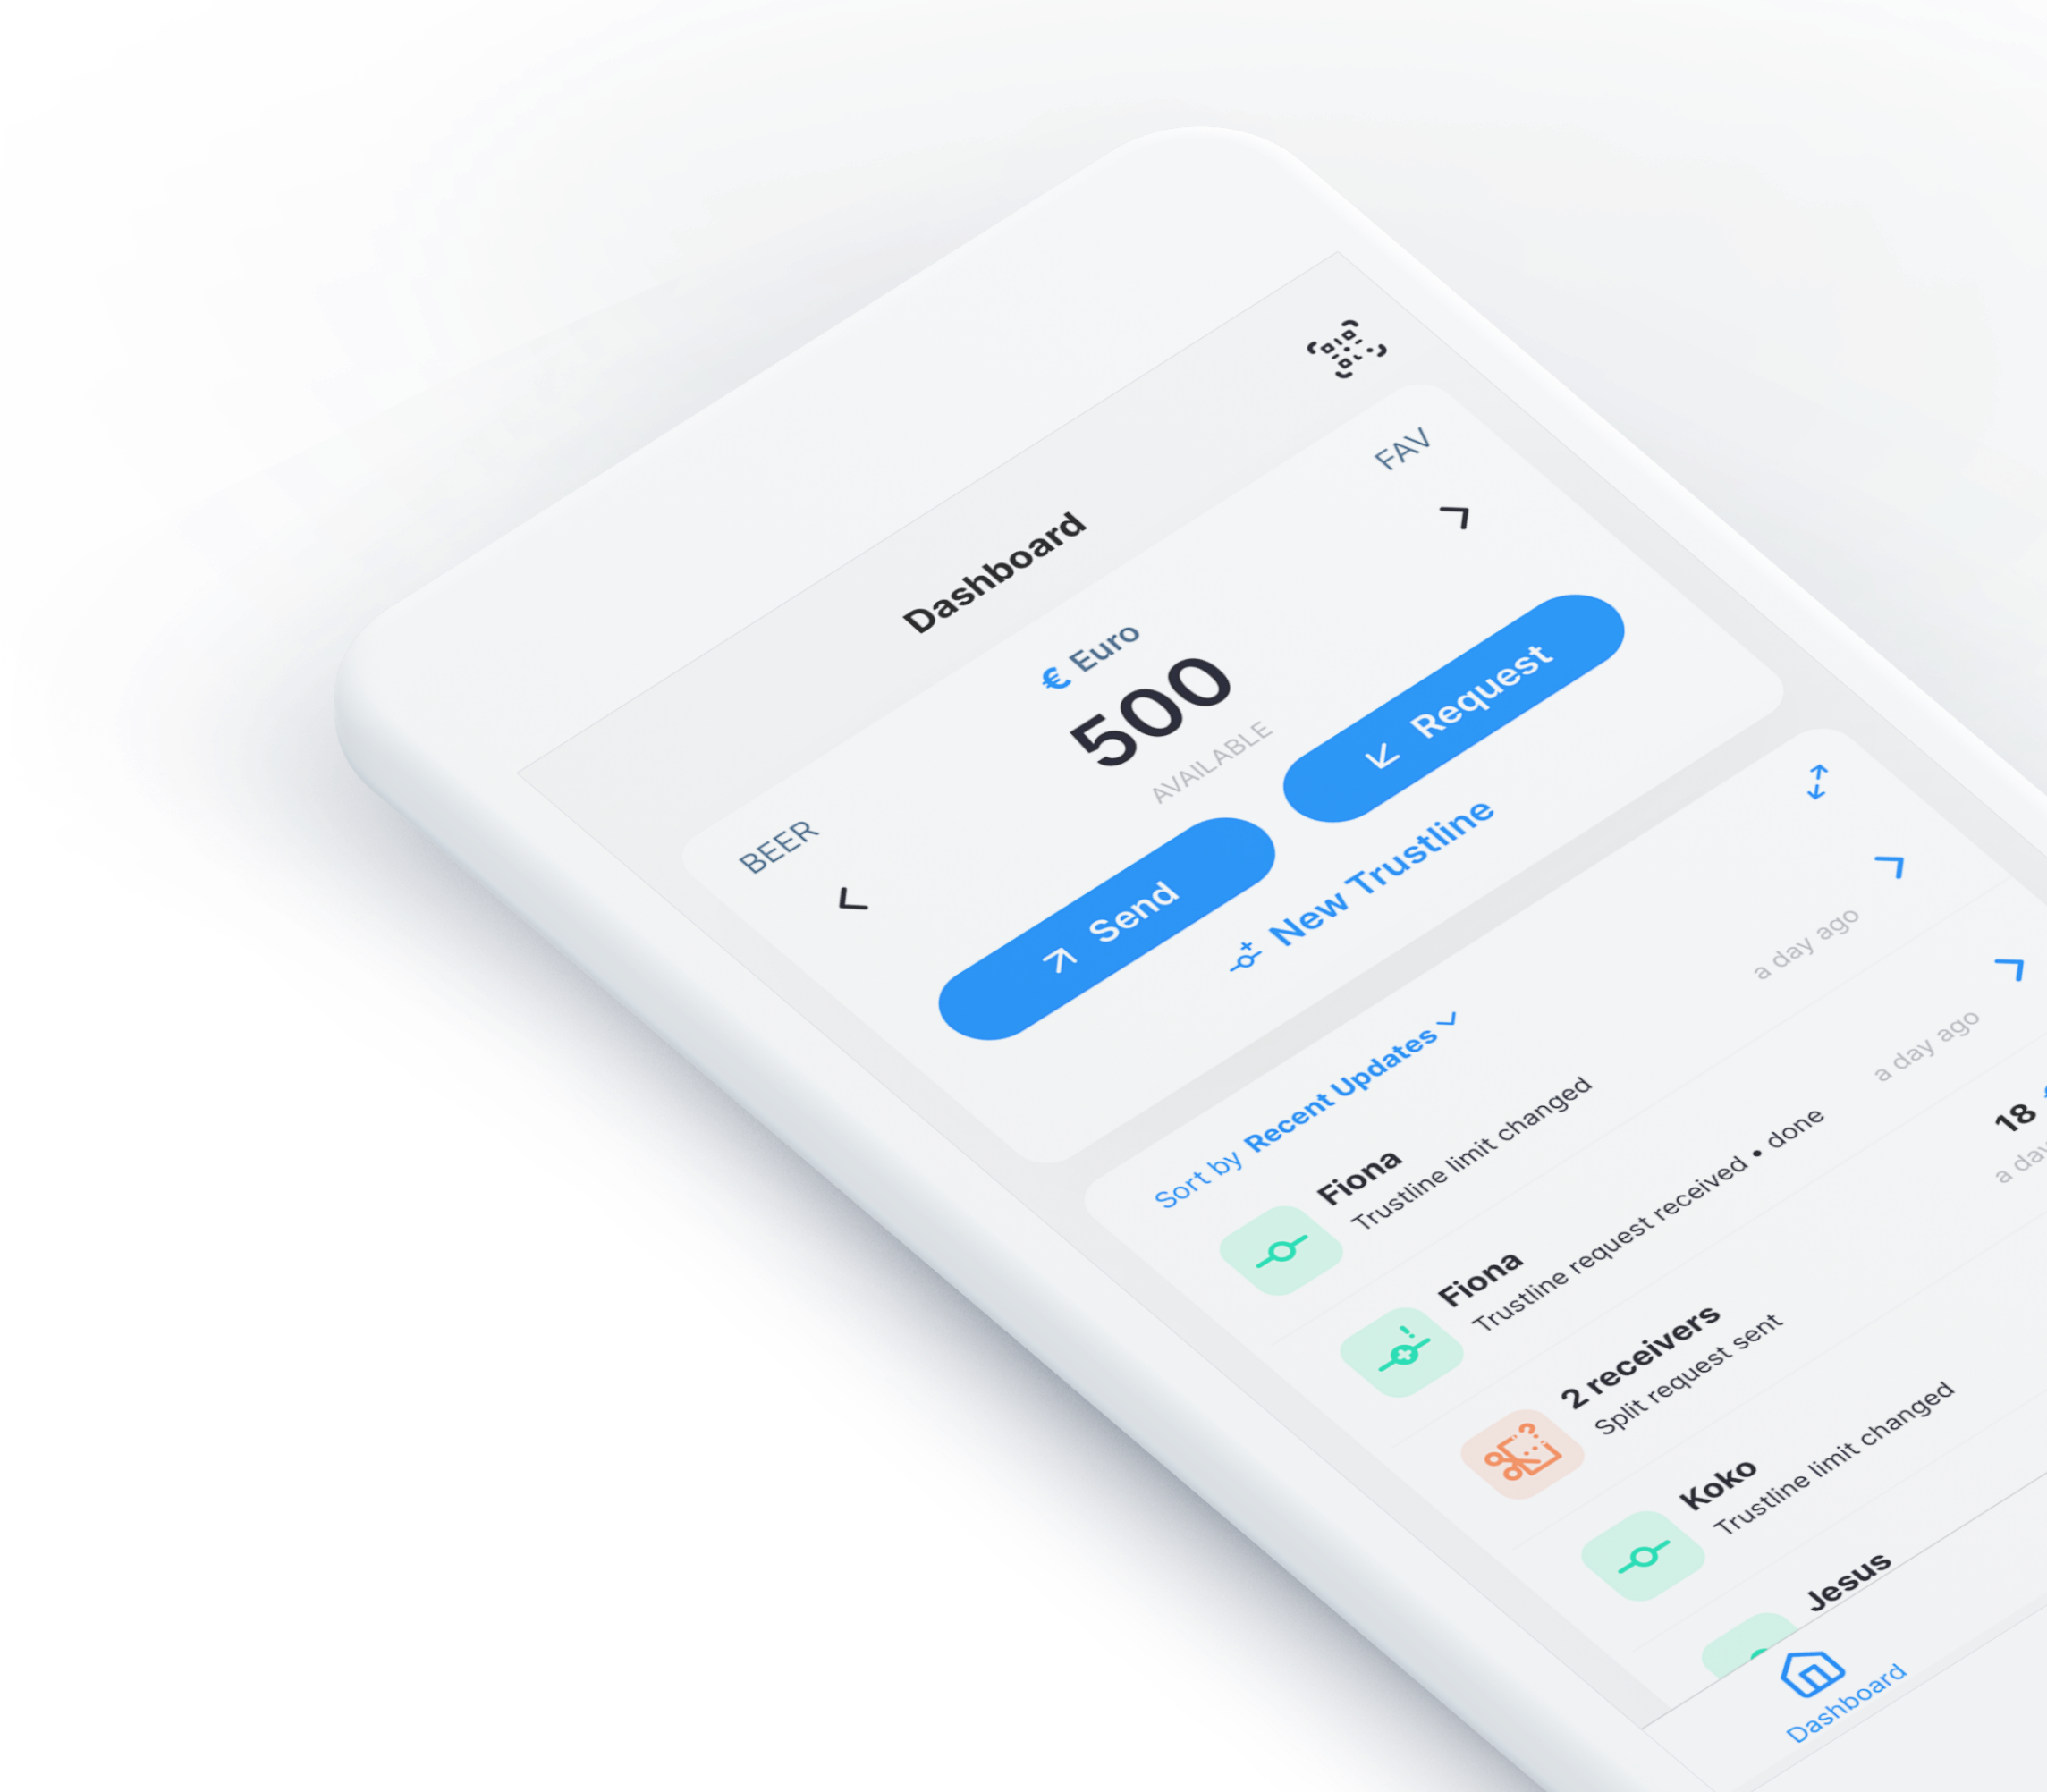 Dashboard
BEER
€ Euro
FAV
500
AVAILABLE
Send
Request
New Trustline
Sort by Recent Updates
Fiona
Trustline limit changed
a day ago
Fiona
Trustline request received • done
a day ago
2 receivers
Split request sent
18
a day
Koko
Trustline limit changed
Jesus
Dashboard